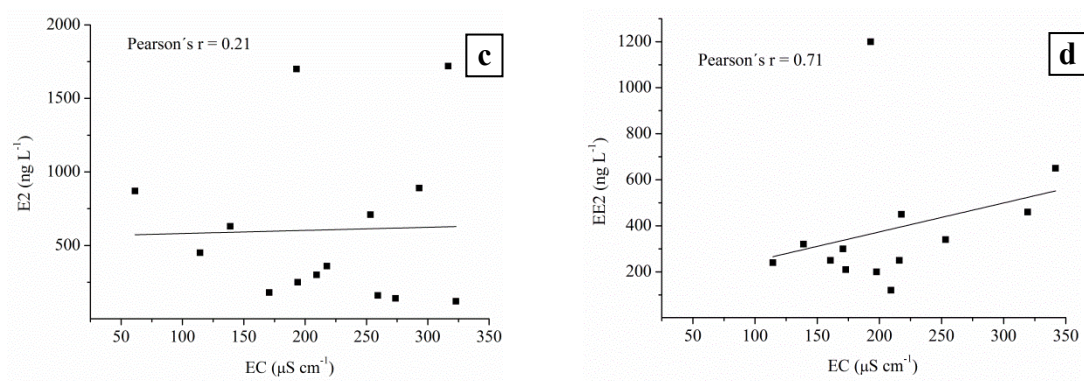 2000
1500
1000
500
E2 (ng L⁻¹)
Pearson´s r = 0.21
c
50 100 150 200 250 300 350
EC (µS cm⁻¹)
1200
1000
800
600
400
200
EE2 (ng L⁻¹)
Pearson´s r = 0.71
d
50 100 150 200 250 300 350
EC (µS cm⁻¹)